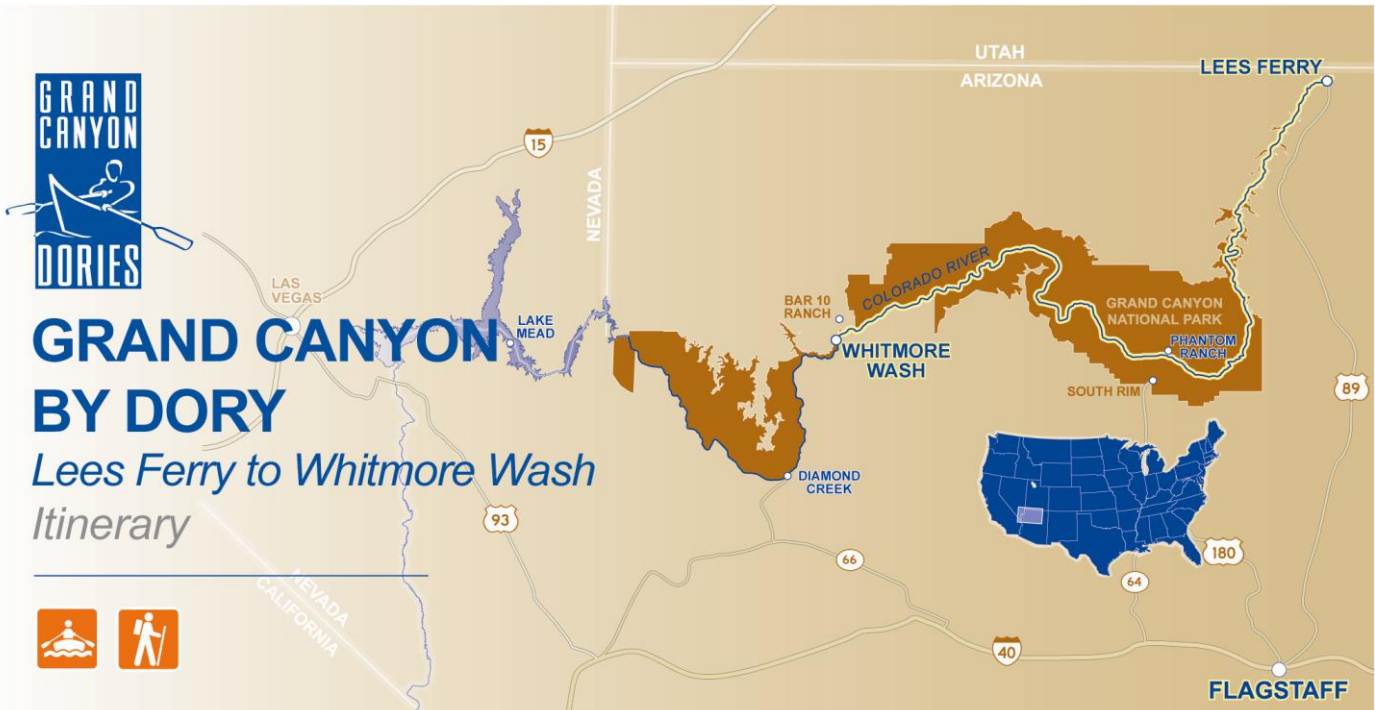 GRAND
CANYON
DORIES
GRAND CANYON
BY DORY
Lees Ferry to Whitmore Wash
Itinerary
UTAH
ARIZONA
LEES FERRY
15
NEVADA
LAS
VEGAS
LAKE
MEAD
BAR 10
RANCH
COLORADO RIVER
GRAND CANYON
NATIONAL PARK
PHANTOM
RANCH
WHITMORE
WASH
SOUTH RIM
89
DIAMOND
CREEK
93
66
180
64
NEVADA
CALIFORNIA
40
FLAGSTAFF